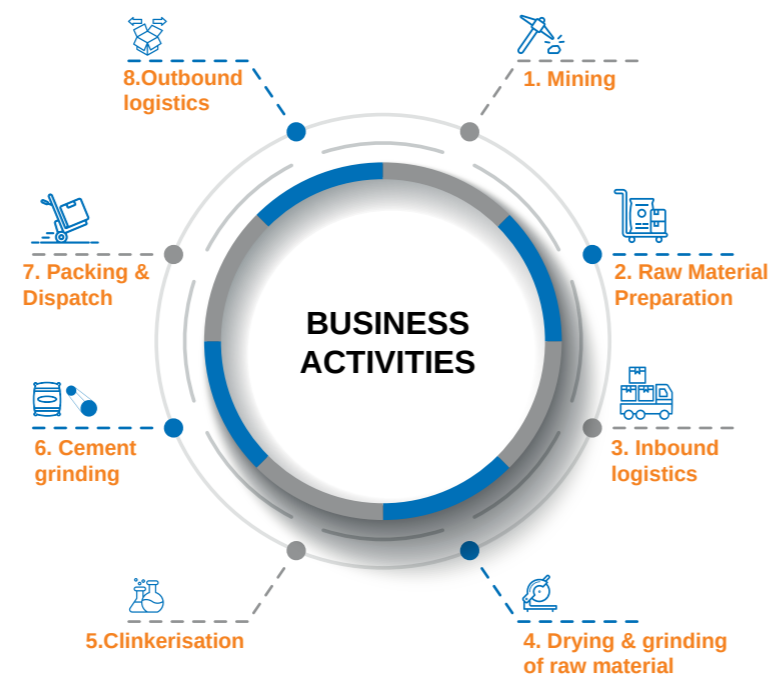 BUSINESS
ACTIVITIES
1. Mining
2. Raw Material
Preparation
3. Inbound
logistics
4. Drying & grinding
of raw material
5.Clinkerisation
6. Cement
grinding
7. Packing &
Dispatch
8.Outbound
logistics